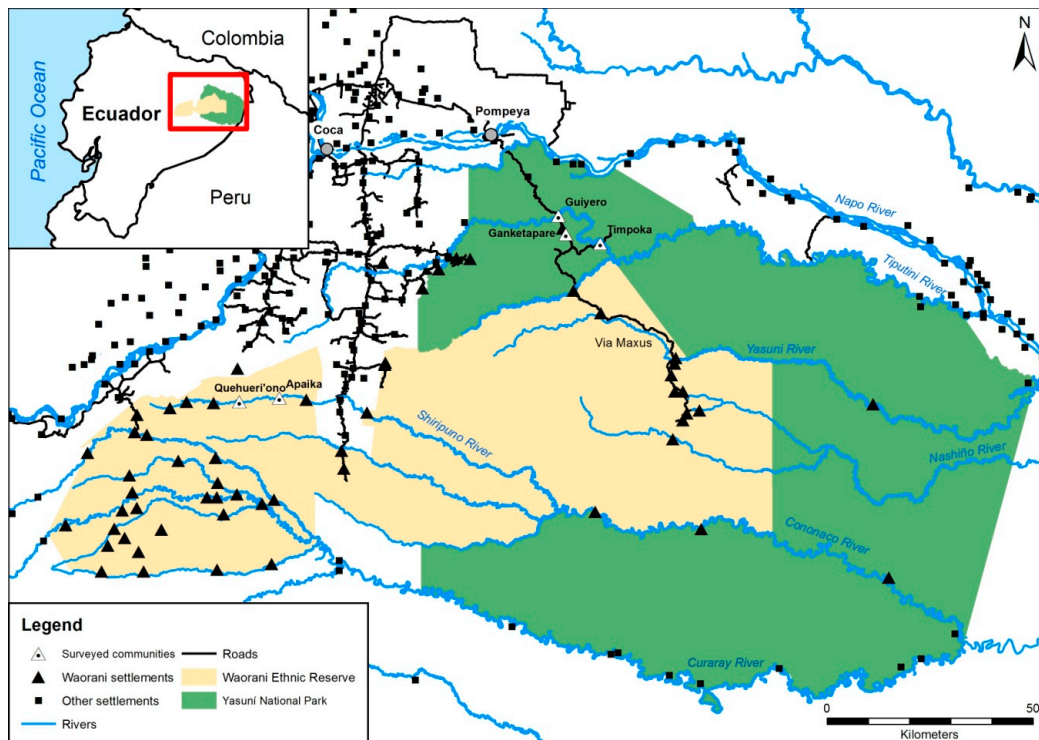 Colombia
Ecuador
Pacific Ocean
Peru
N
Coca
Pompeya
Guiyero
Ganketapare
Timpoka
Napo River
Tiputini River
Via Maxus
Yasuni River
Quehueri'ono
Apaika
Shiripuno River
Nashiño River
Cononaco River
Curaray River
Legend
Surveyed communities
Roads
Waorani settlements
Waorani Ethnic Reserve
Other settlements
Yasuní National Park
Rivers
0 50
Kilometers